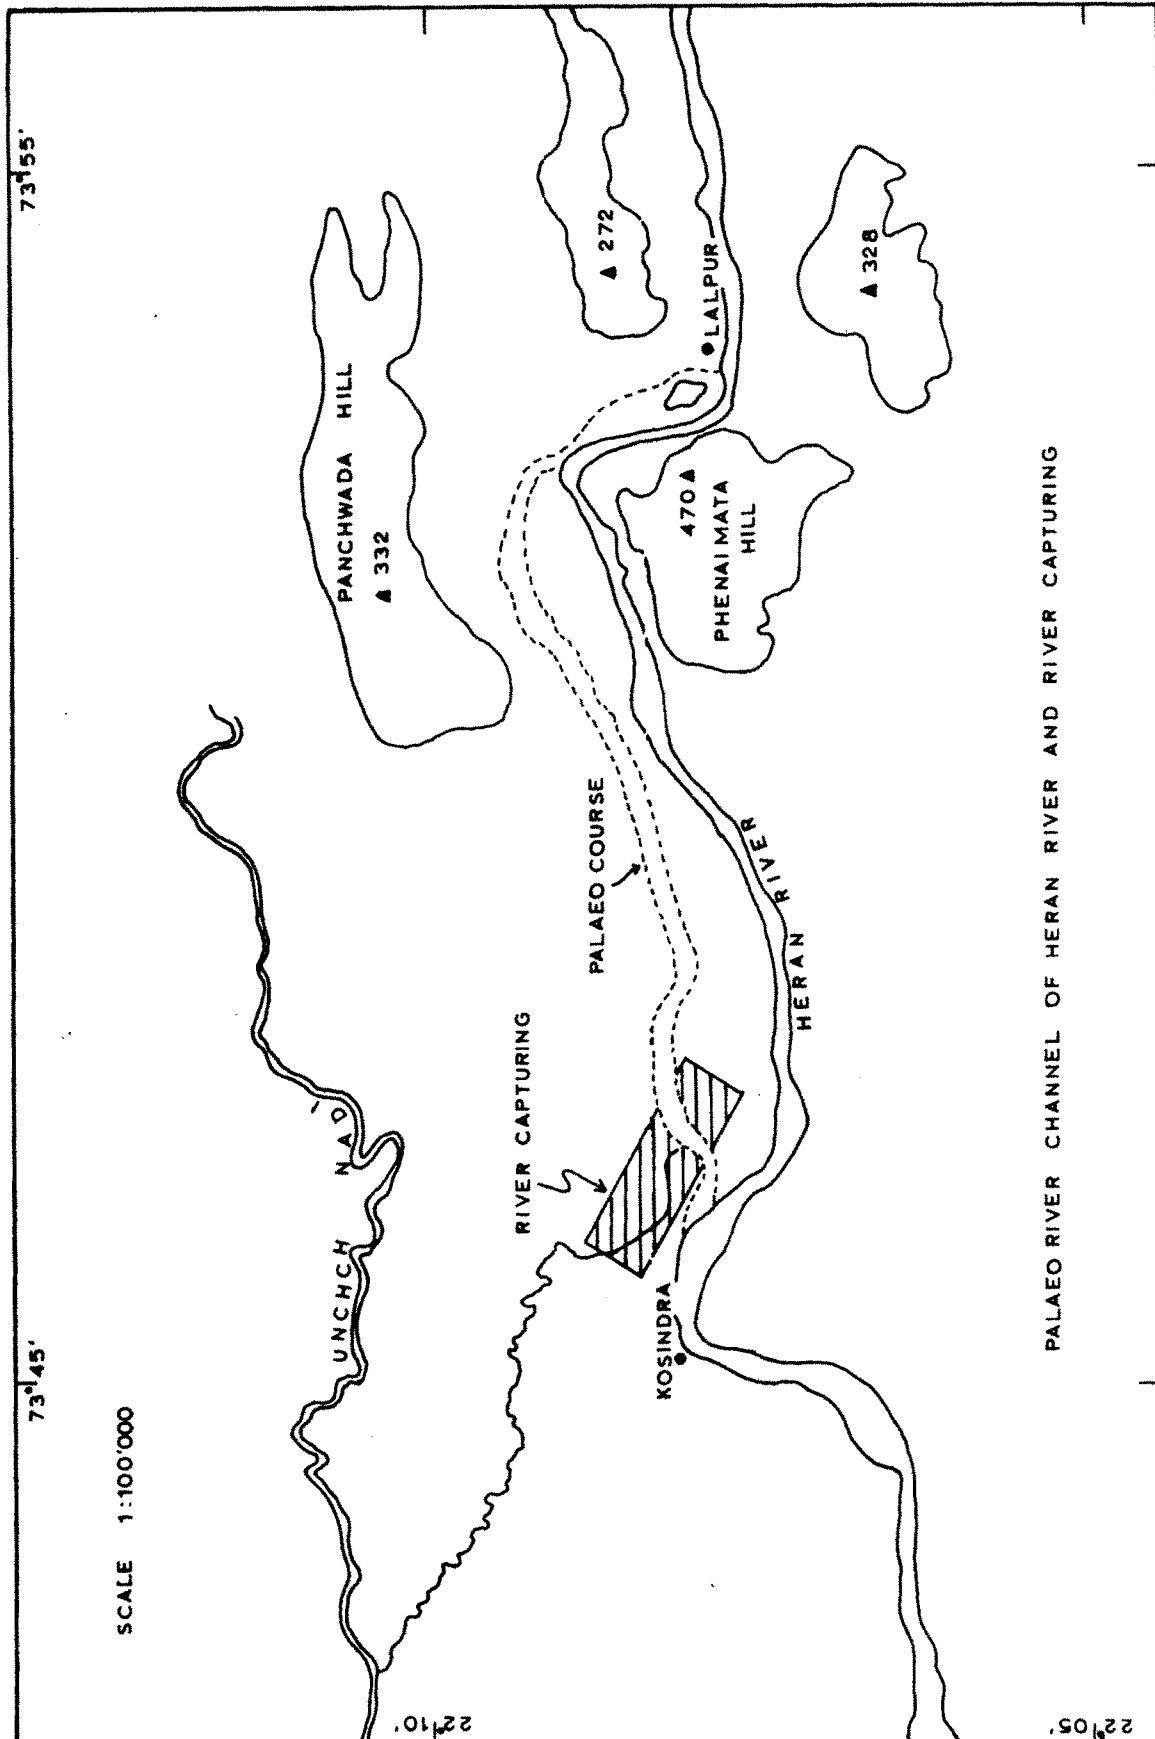 SCALE 1:100'000
73°45'
73°55'
22°10'
22°05'
UNCHCH NADI
PANCHWADA HILL
▲ 332
▲ 272
LALPUR
▲ 328
470 ▲
PHENAIMATA
HILL
PALAEO COURSE
RIVER CAPTURING
KOSINDRA
HERAN RIVER
PALAEO RIVER CHANNEL OF HERAN RIVER AND RIVER CAPTURING